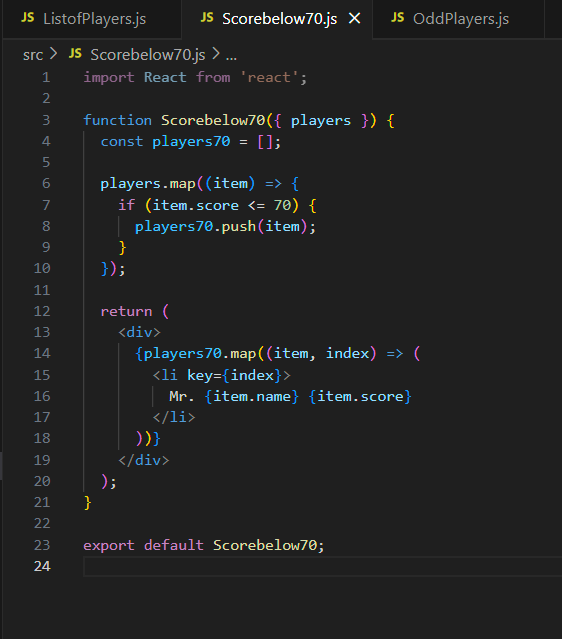 JS ListofPlayers.js JS Scorebelow70.js × JS OddPlayers.js
src > JS Scorebelow70.js > ...
1 import React from 'react';
2
3 function Scorebelow70({ players }) {
4   const players70 = [];
5
6   players.map((item) => {
7     if (item.score <= 70) {
8       players70.push(item);
9     }
10   });
11
12   return (
13     <div>
14       {players70.map((item, index) => (
15         <li key={index}>
16           Mr. {item.name} {item.score}
17         </li>
18       ))}
19     </div>
20   );
21 }
22
23 export default Scorebelow70;
24